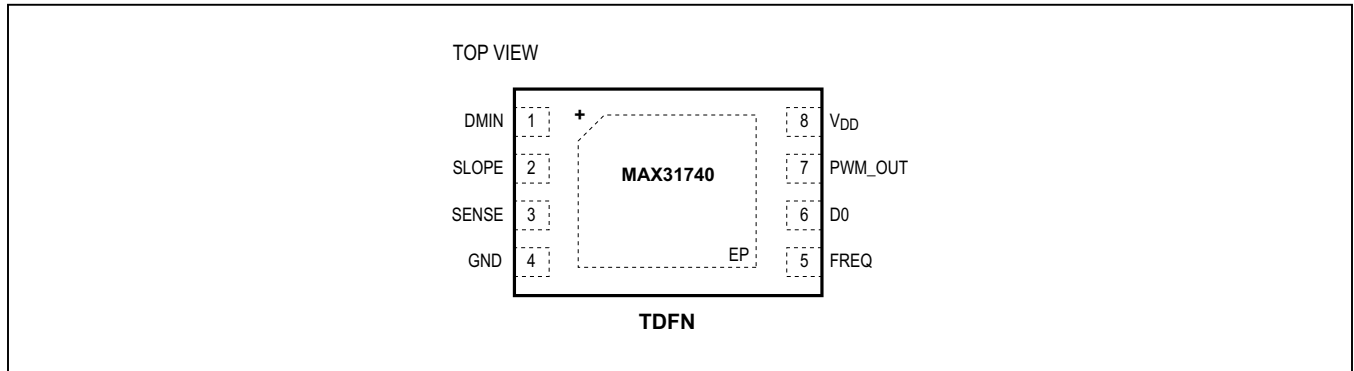 TOP VIEW
DMIN 1 + 8 VDD
SLOPE 2 MAX31740 7 PWM_OUT
SENSE 3 6 D0
GND 4 EP 5 FREQ
TDFN